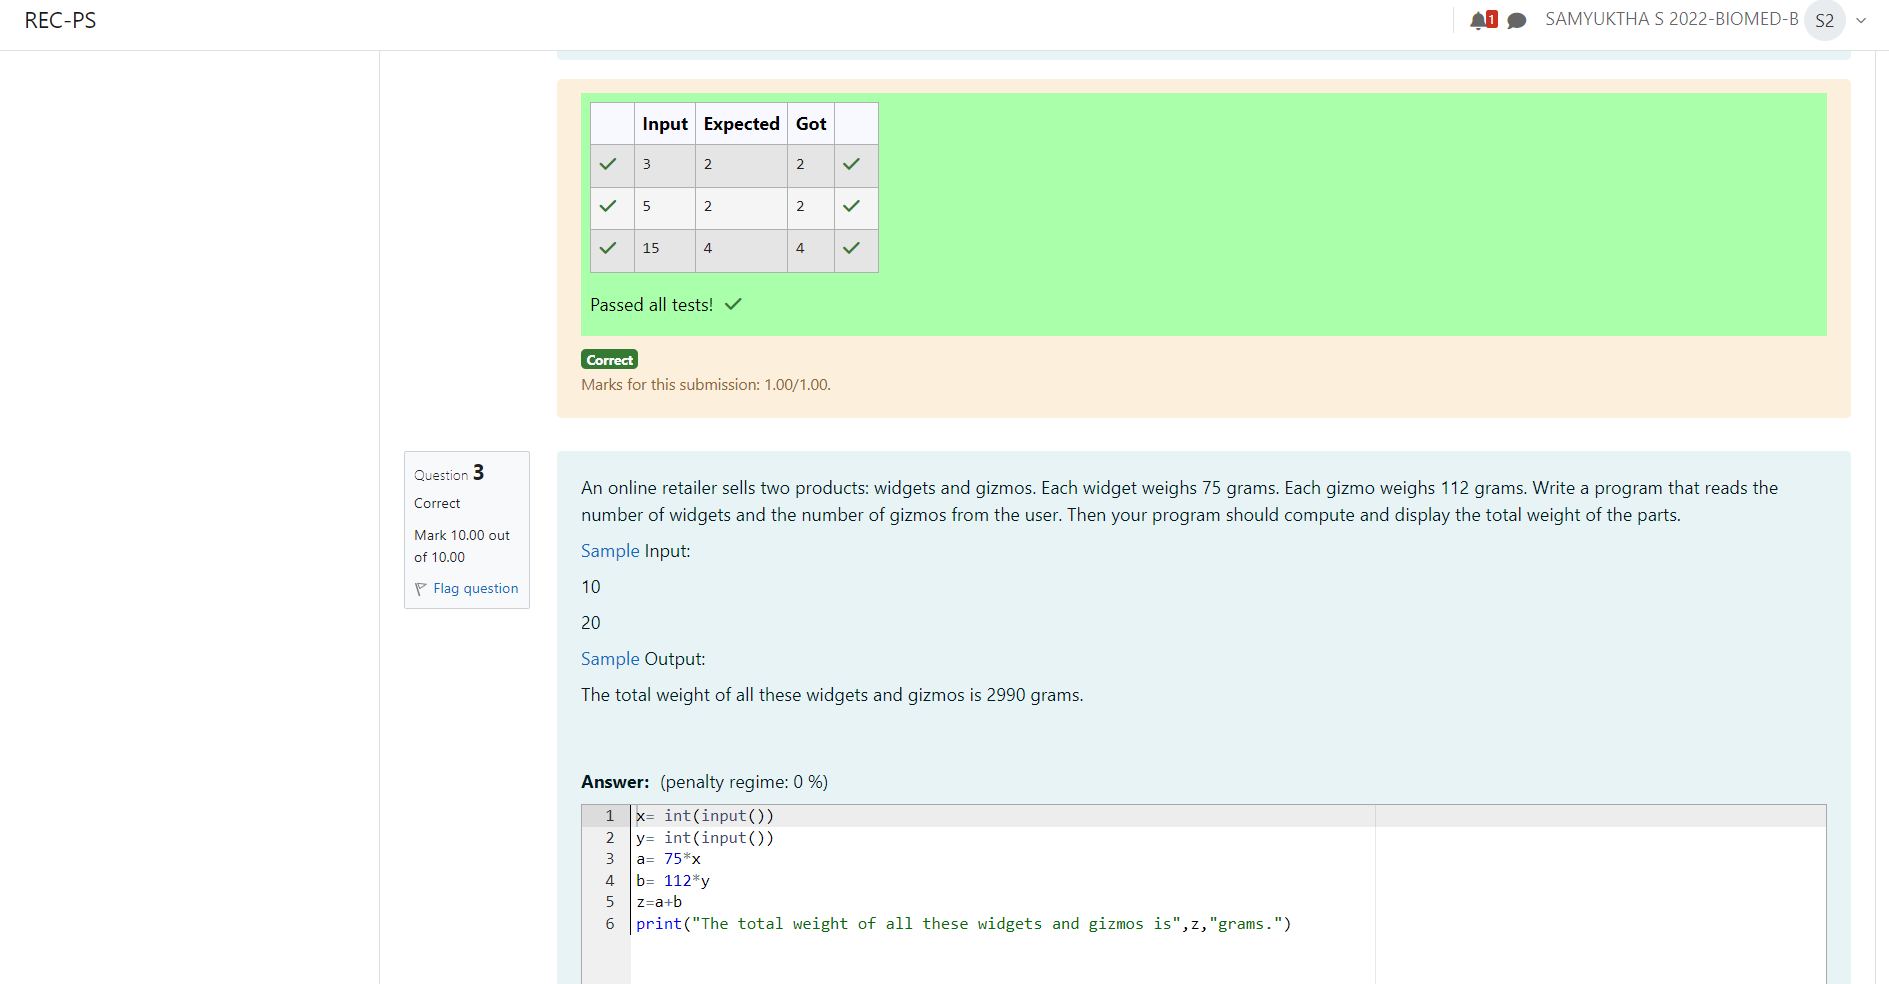 REC-PS
1
SAMYUKTHA S 2022-BIOMED-B
S2
Input Expected Got
3 2 2
5 2 2
15 4 4
Passed all tests!
Correct
Marks for this submission: 1.00/1.00.
Question 3
Correct
Mark 10.00 out
of 10.00
Flag question
An online retailer sells two products: widgets and gizmos. Each widget weighs 75 grams. Each gizmo weighs 112 grams. Write a program that reads the
number of widgets and the number of gizmos from the user. Then your program should compute and display the total weight of the parts.
Sample Input:
10
20
Sample Output:
The total weight of all these widgets and gizmos is 2990 grams.
Answer: (penalty regime: 0 %)
1 x= int(input())
2 y= int(input())
3 a= 75*x
4 b= 112*y
5 z=a+b
6 print("The total weight of all these widgets and gizmos is",z,"grams.")